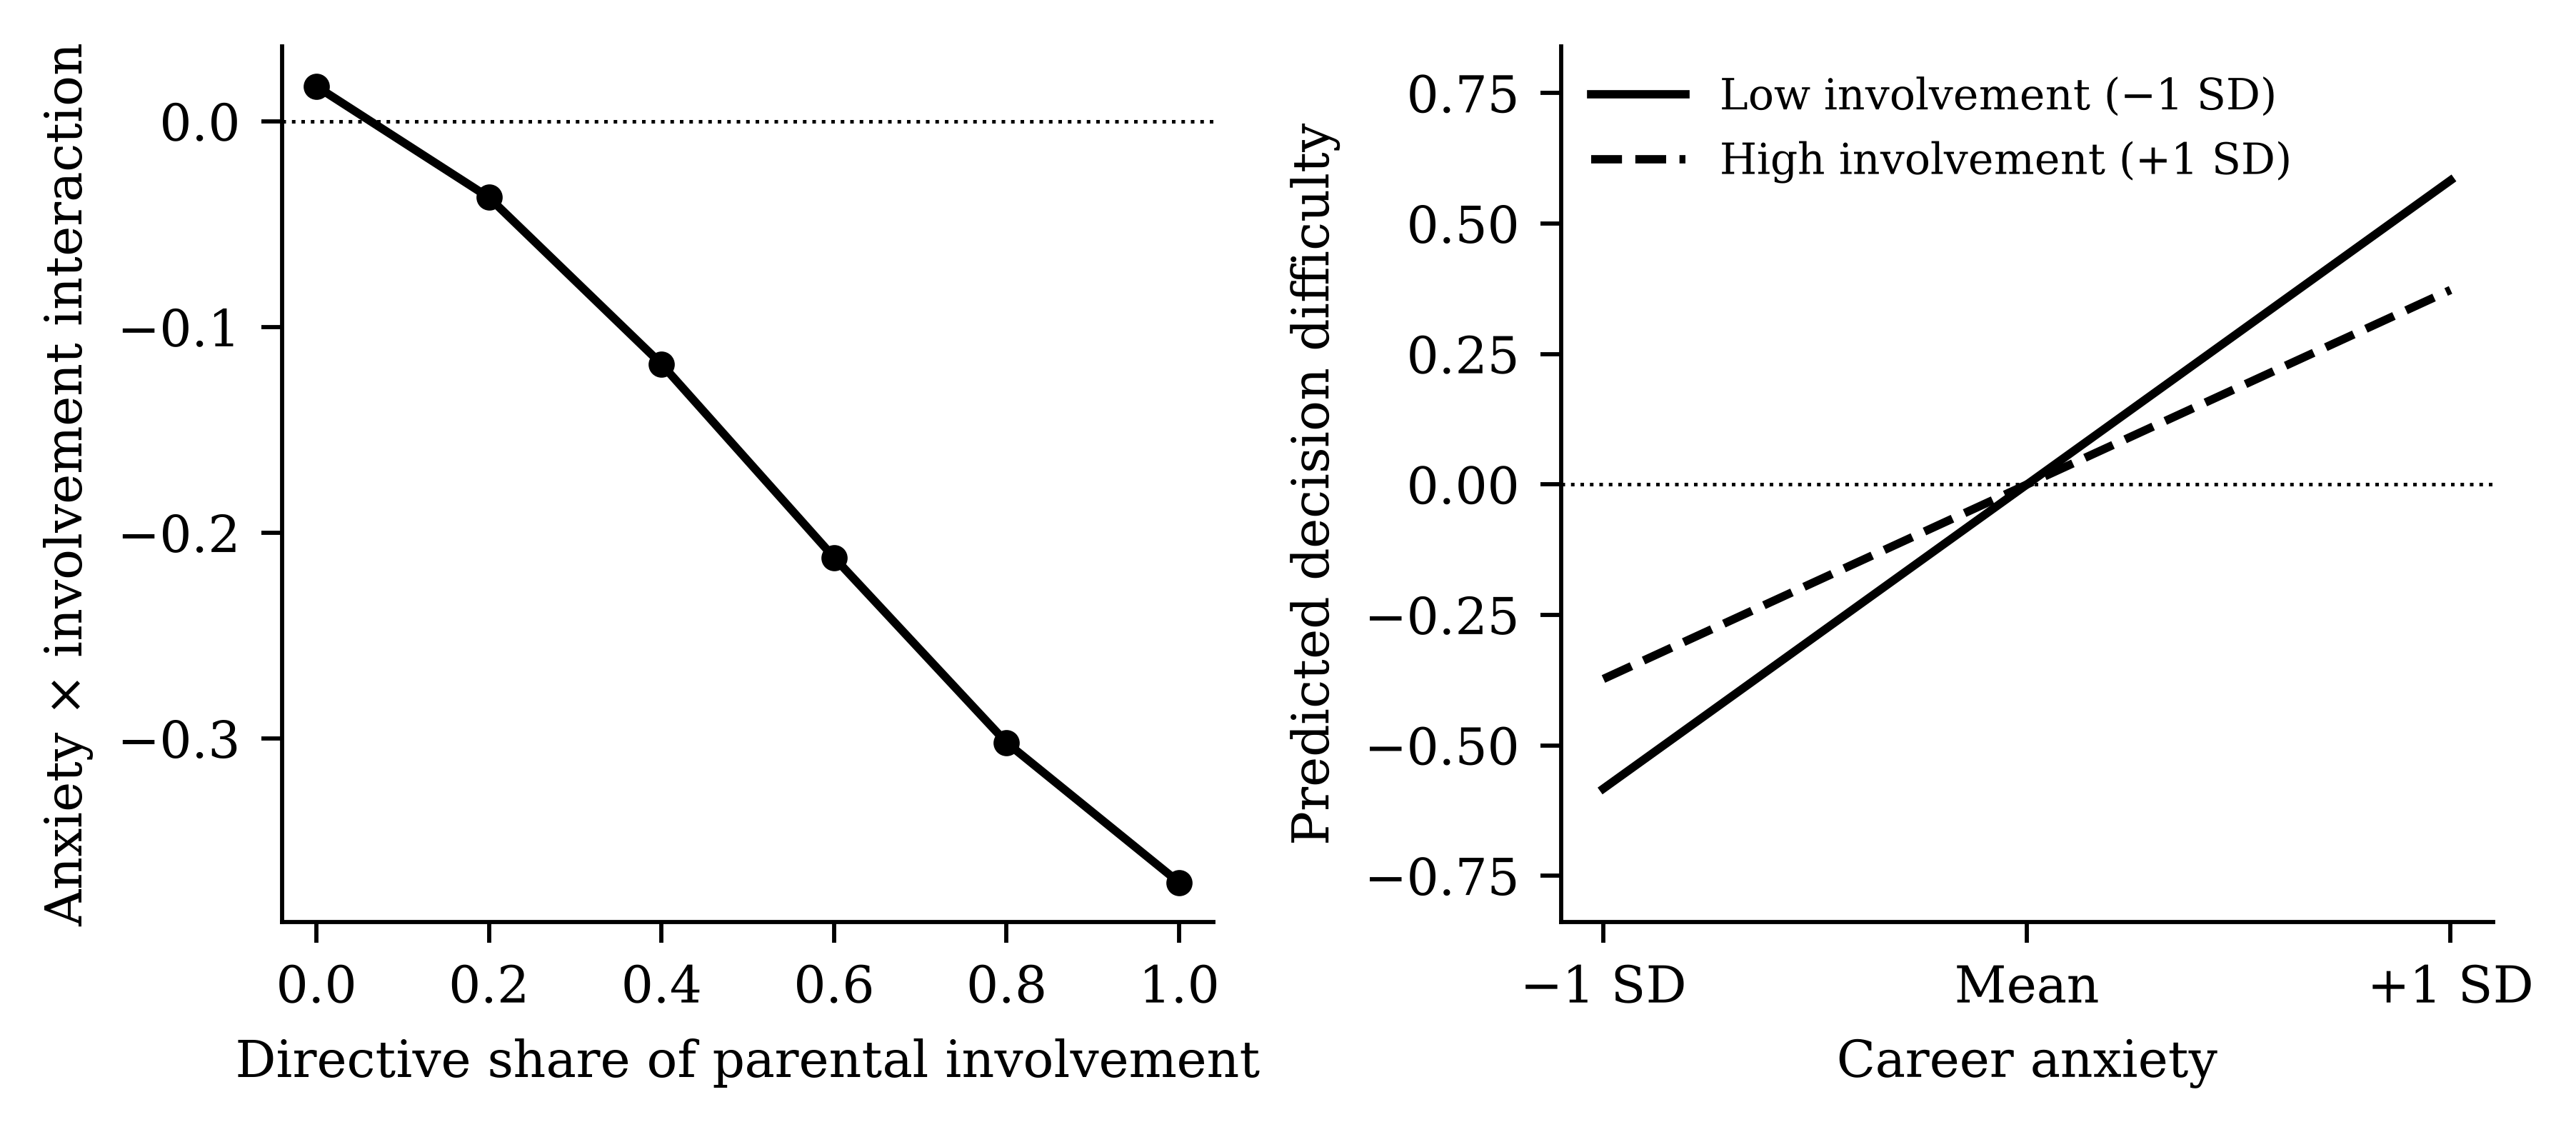 Anxiety × involvement interaction
0.0
−0.1
−0.2
−0.3
0.0 0.2 0.4 0.6 0.8 1.0
Directive share of parental involvement
Predicted decision difficulty
0.75
0.50
0.25
0.00
−0.25
−0.50
−0.75
Low involvement (−1 SD)
High involvement (+1 SD)
−1 SD Mean +1 SD
Career anxiety